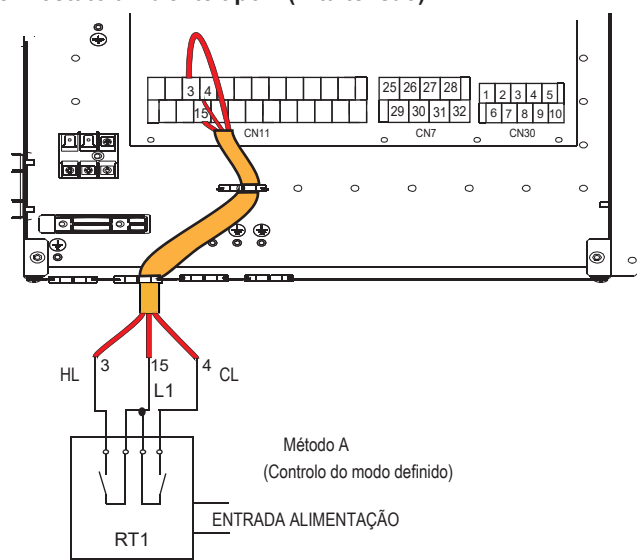 3 4
15
CN11
25 26 27 28
29 30 31 32
CN7
1 2 3 4 5
6 7 8 9 10
CN30
HL 3 15 4 CL
L1
Método A
(Controlo do modo definido)
ENTRADA ALIMENTAÇÃO
RT1